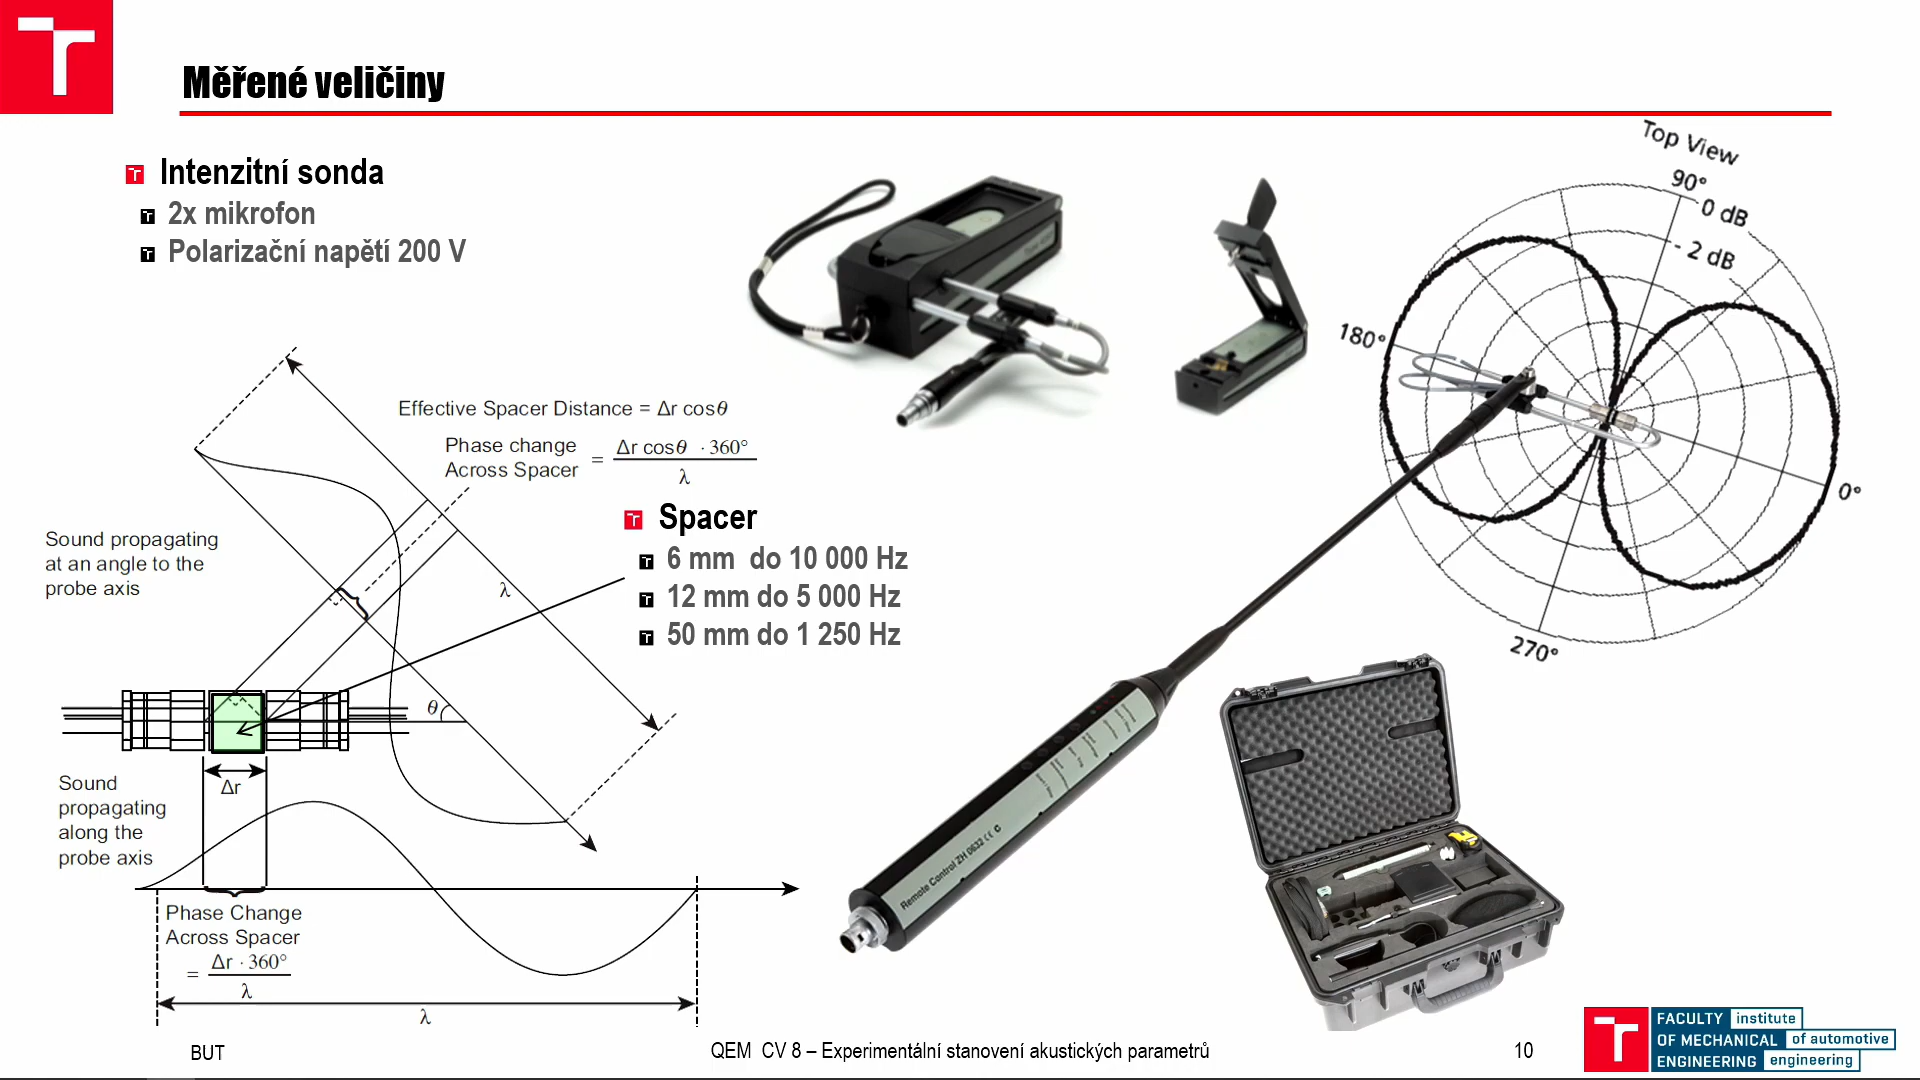 Měřené veličiny
Intenzitní sonda
2x mikrofon
Polarizační napětí 200 V
Effective Spacer Distance = Δr cosθ
Phase change
Across Spacer = Δr cosθ · 360° / λ
Spacer
6 mm  do 10 000 Hz
12 mm do 5 000 Hz
50 mm do 1 250 Hz
Sound propagating
at an angle to the
probe axis
λ
θ
Δr
Sound
propagating
along the
probe axis
Phase Change
Across Spacer
= Δr · 360° / λ
λ
Top View
90°
0 dB
- 2 dB
180°
0°
270°
Remote Control ZH 0632 CE
BUT
QEM  CV 8 – Experimentální stanovení akustických parametrů
10
FACULTY institute
OF MECHANICAL of automotive
ENGINEERING engineering